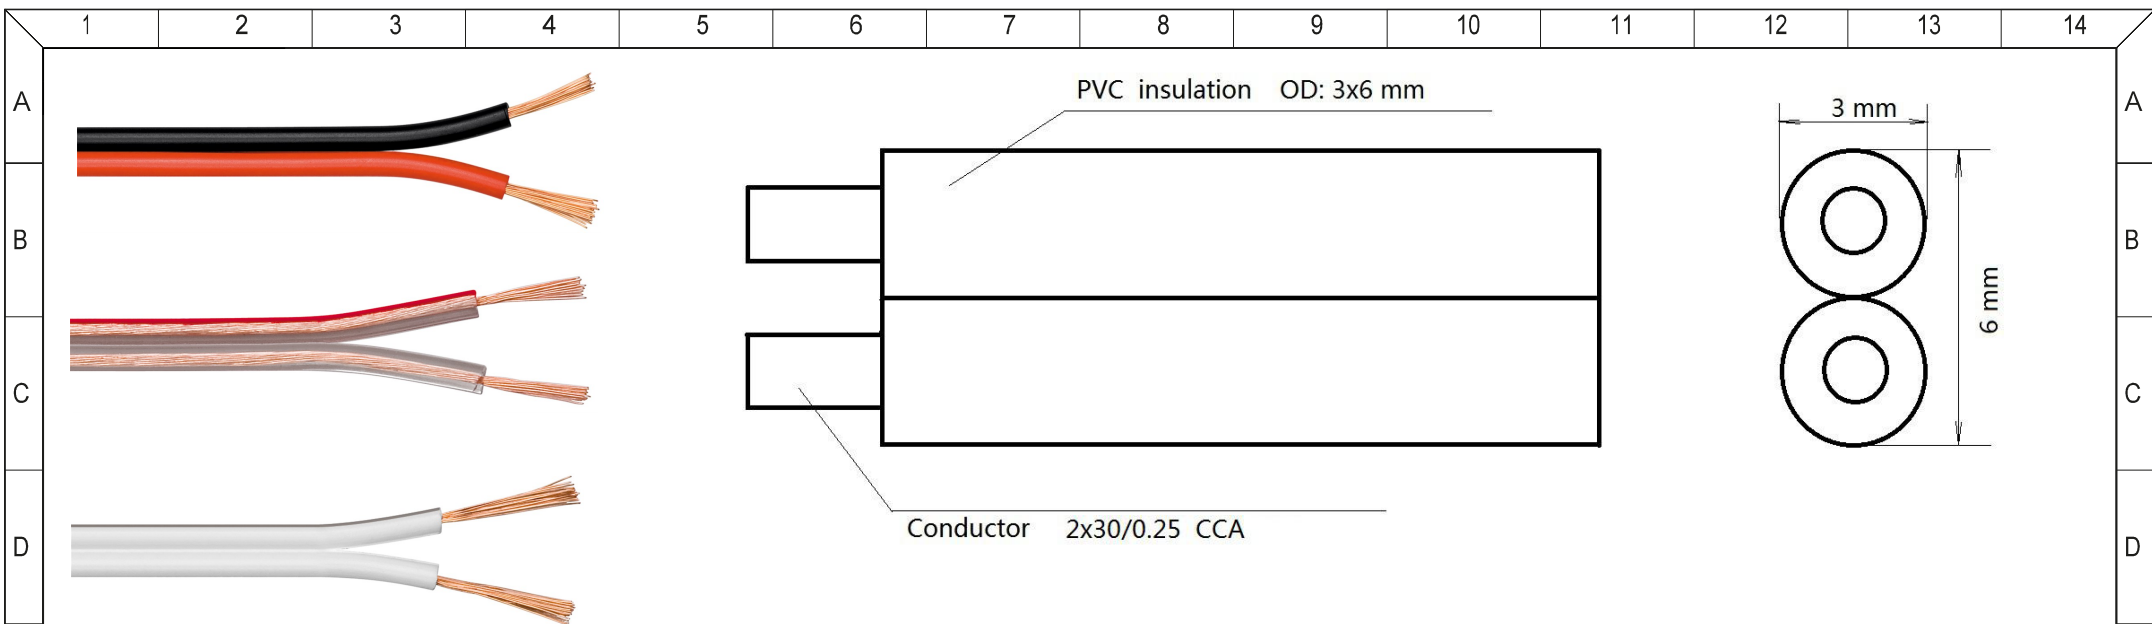 1 2 3 4 5 6 7 8 9 10 11 12 13 14
A A
PVC insulation OD: 3x6 mm
3 mm
B B
6 mm
C C
Conductor 2x30/0.25 CCA
D D